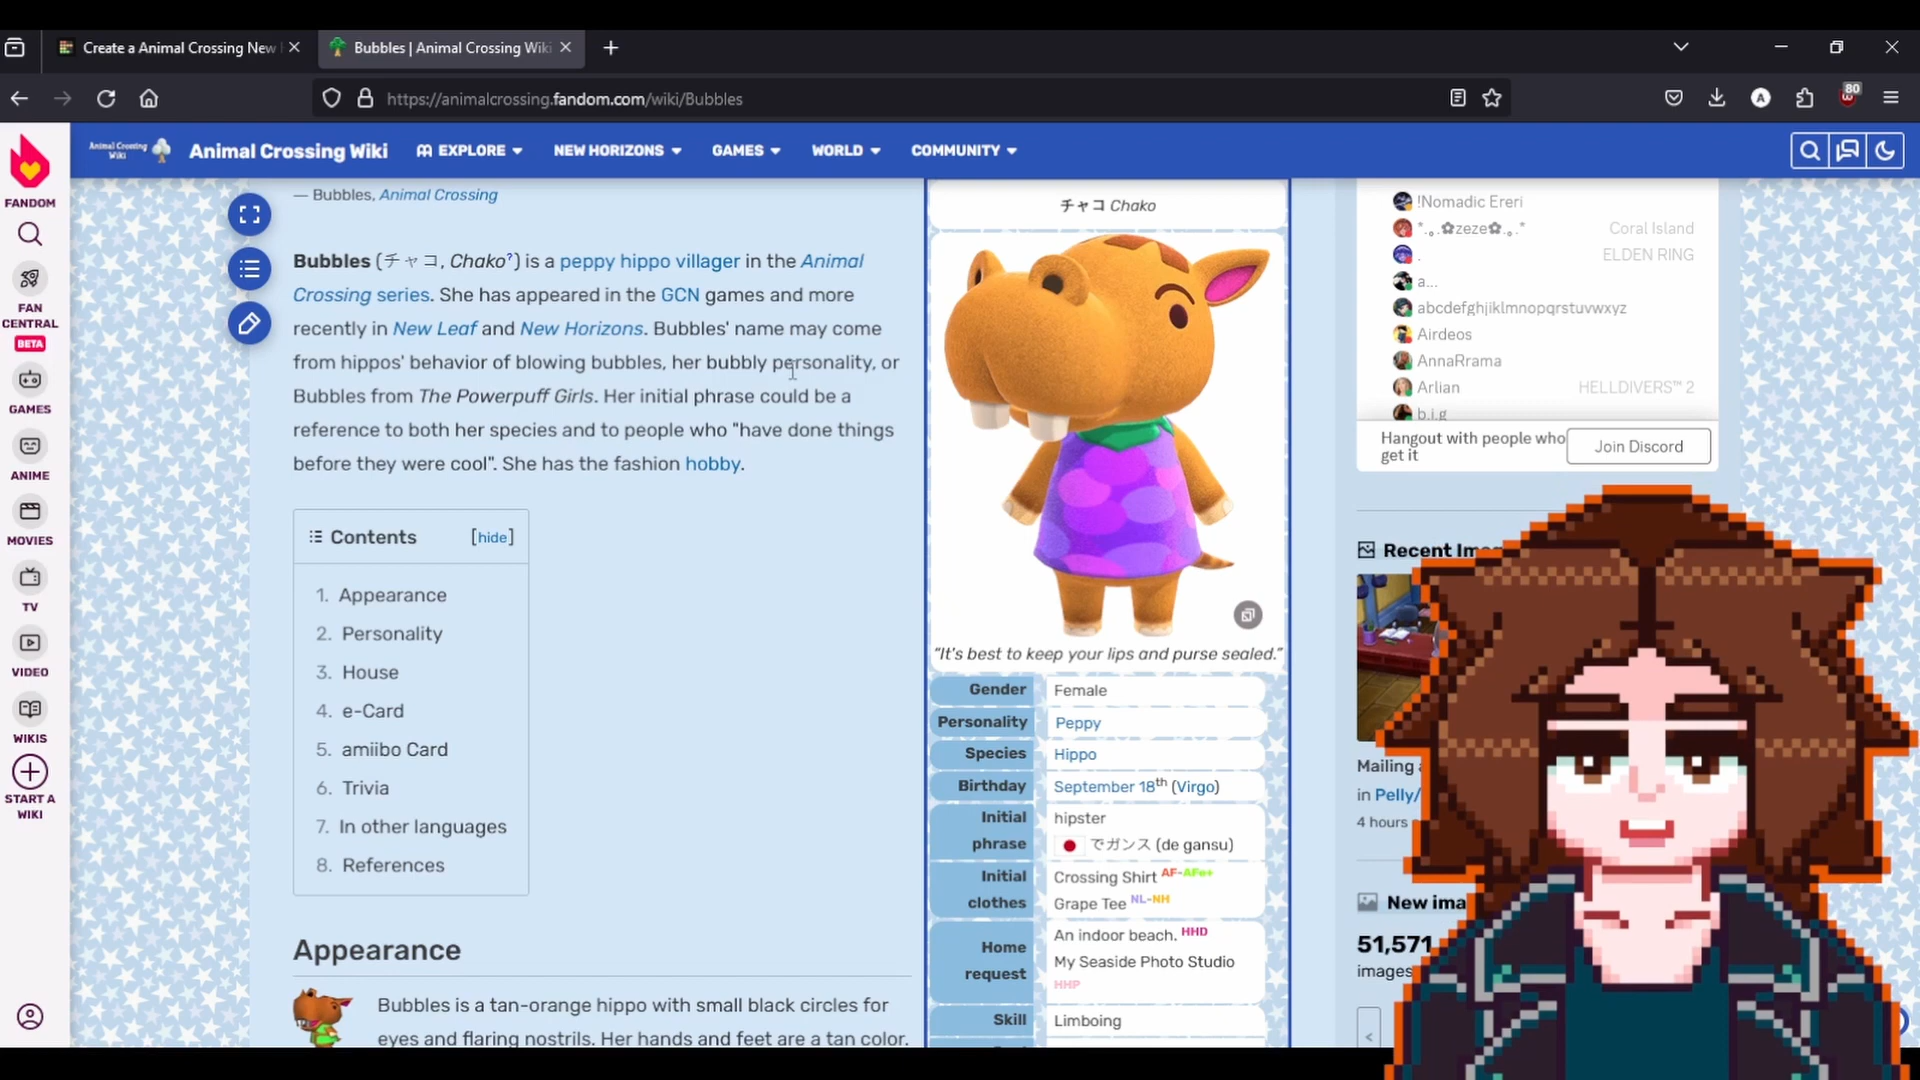 Create a Animal Crossing New
Bubbles | Animal Crossing Wiki
https://animalcrossing.fandom.com/wiki/Bubbles
80
A
Animal Crossing
Wiki
Animal Crossing Wiki
EXPLORE
NEW HORIZONS
GAMES
WORLD
COMMUNITY
FANDOM
FAN
CENTRAL
BETA
GAMES
ANIME
MOVIES
TV
VIDEO
WIKIS
START A
WIKI
— Bubbles, Animal Crossing
Bubbles (チャコ, Chako?) is a peppy hippo villager in the Animal
Crossing series. She has appeared in the GCN games and more
recently in New Leaf and New Horizons. Bubbles' name may come
from hippos' behavior of blowing bubbles, her bubbly personality, or
Bubbles from The Powerpuff Girls. Her initial phrase could be a
reference to both her species and to people who "have done things
before they were cool". She has the fashion hobby.
Contents [hide]
1. Appearance
2. Personality
3. House
4. e-Card
5. amiibo Card
6. Trivia
7. In other languages
8. References
Appearance
Bubbles is a tan-orange hippo with small black circles for
eyes and flaring nostrils. Her hands and feet are a tan color.
チャコ Chako
"It's best to keep your lips and purse sealed."
Gender Female
Personality Peppy
Species Hippo
Birthday September 18th (Virgo)
Initial phrase hipster
でガンス (de gansu)
Initial clothes Crossing Shirt AF-AFe+
Grape Tee NL-NH
Home request An indoor beach. HHD
My Seaside Photo Studio
HHP
Skill Limboing
!Nomadic Ereri
*.｡.✿zeze✿.｡.* Coral Island
. ELDEN RING
a...
abcdefghjiklmnopqrstuvwxyz
Airdeos
AnnaRrama
Arlian HELLDIVERS™ 2
b.i.g
Hangout with people who
get it
Join Discord
Recent Im
Mailing
in Pelly/
4 hours
New ima
51,571
images